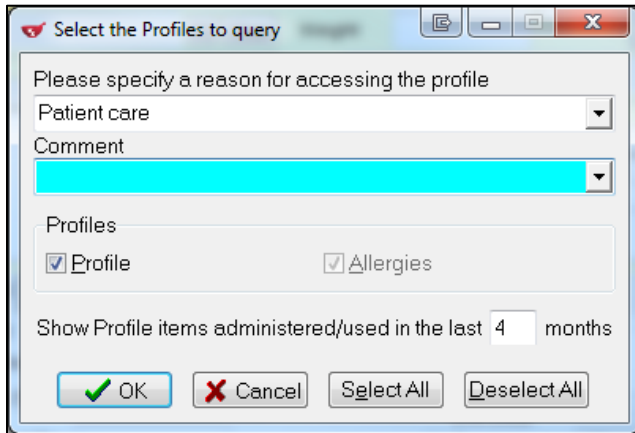 Select the Profiles to query
Please specify a reason for accessing the profile
Patient care
Comment
Profiles
Profile Allergies
Show Profile items administered/used in the last 4 months
OK Cancel Select All Deselect All